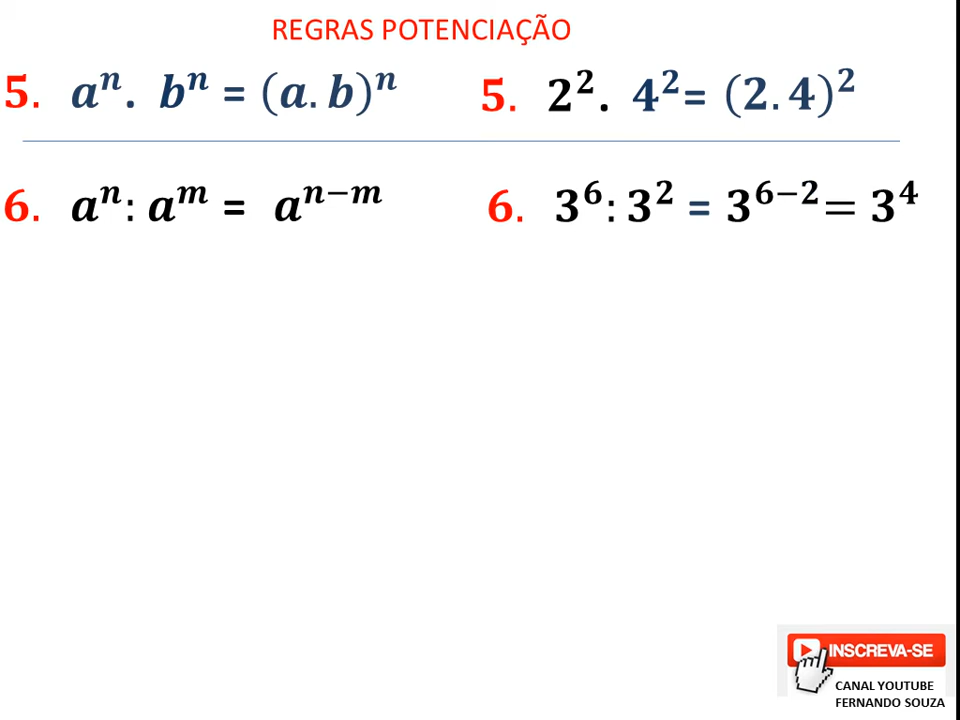 REGRAS POTENCIAÇÃO
5. aⁿ. bⁿ = (a. b)ⁿ 5. 2². 4²= (2. 4)²
6. aⁿ: aᵐ = aⁿ⁻ᵐ 6. 3⁶: 3² = 3⁶⁻²= 3⁴
INSCREVA-SE
CANAL YOUTUBE
FERNANDO SOUZA